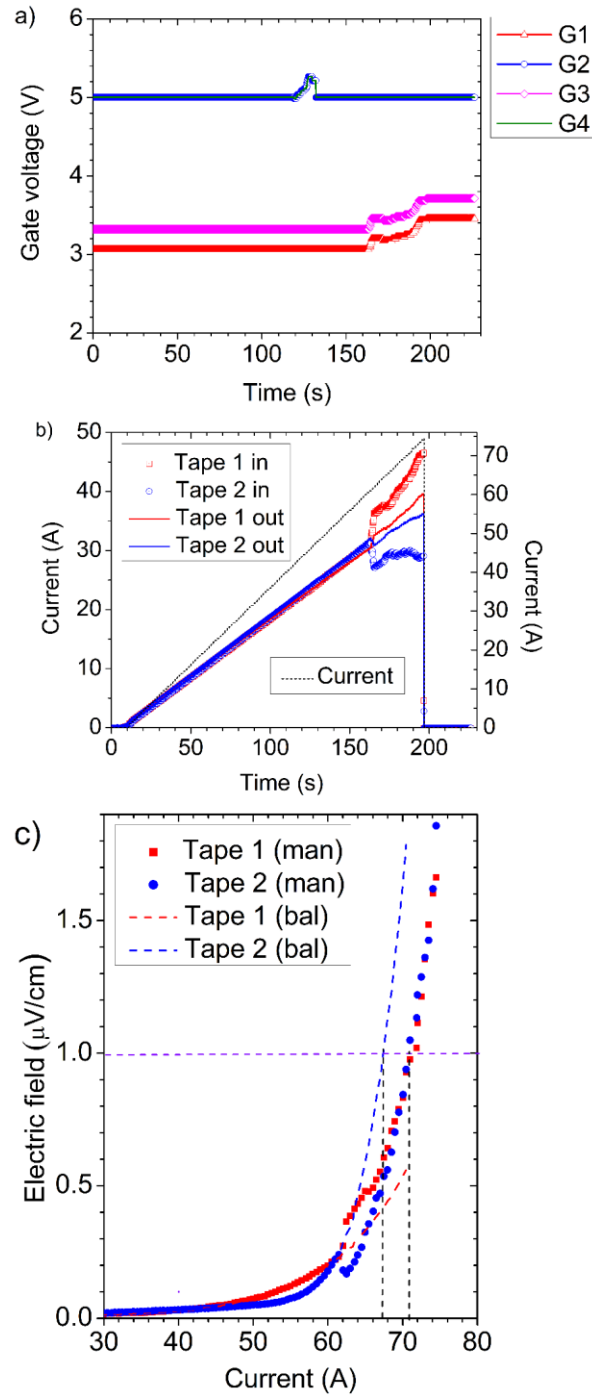 a)
6
5
4
3
2
Gate voltage (V)
0 50 100 150 200
Time (s)
G1
G2
G3
G4
b)
50
40
30
20
10
0
Current (A)
Tape 1 in
Tape 2 in
Tape 1 out
Tape 2 out
Current
70
60
50
40
30
20
10
0
Current (A)
0 50 100 150 200
Time (s)
c)
Tape 1 (man)
Tape 2 (man)
Tape 1 (bal)
Tape 2 (bal)
1.5
1.0
0.5
0.0
Electric field (μV/cm)
30 40 50 60 70 80
Current (A)